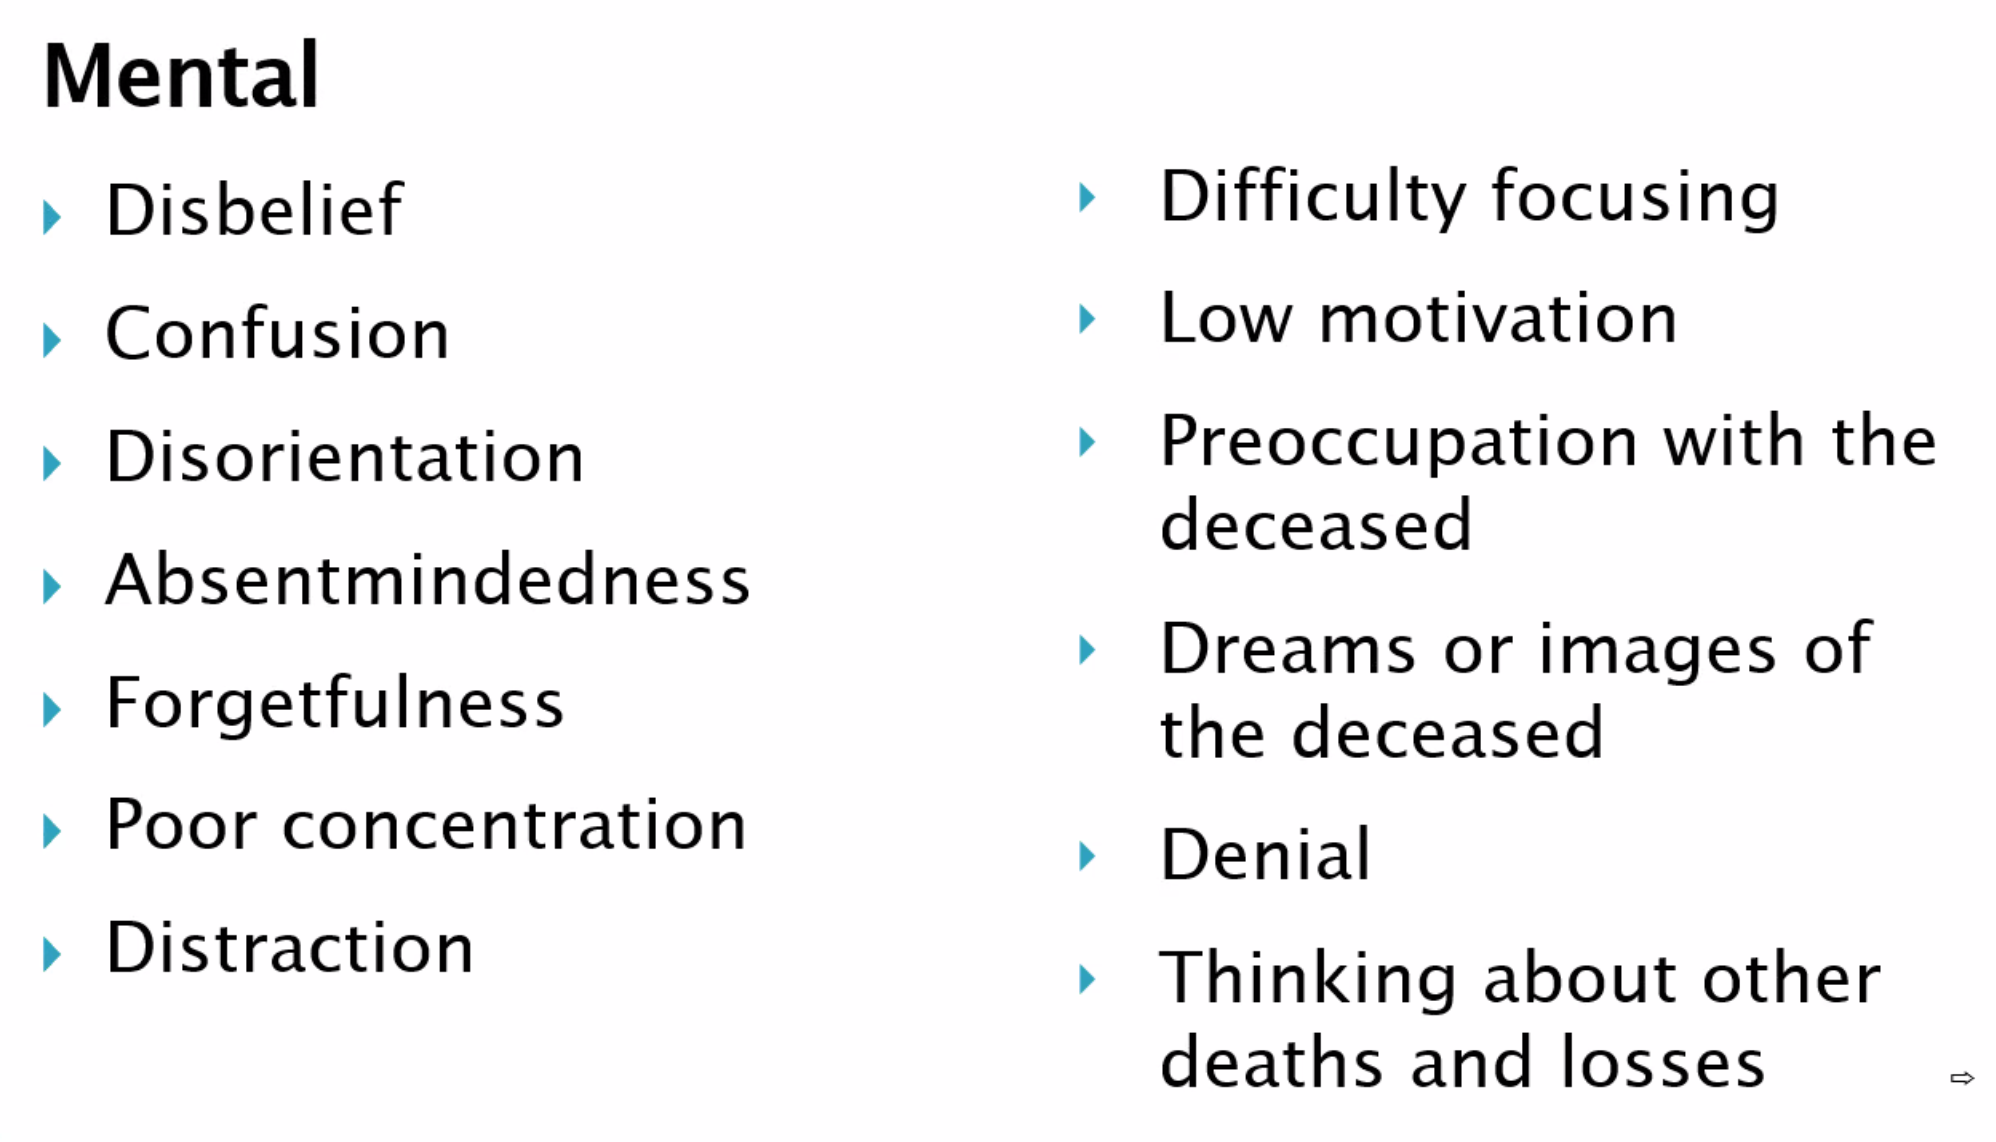 Mental
Disbelief
Confusion
Disorientation
Absentmindedness
Forgetfulness
Poor concentration
Distraction
Difficulty focusing
Low motivation
Preoccupation with the
deceased
Dreams or images of
the deceased
Denial
Thinking about other
deaths and losses